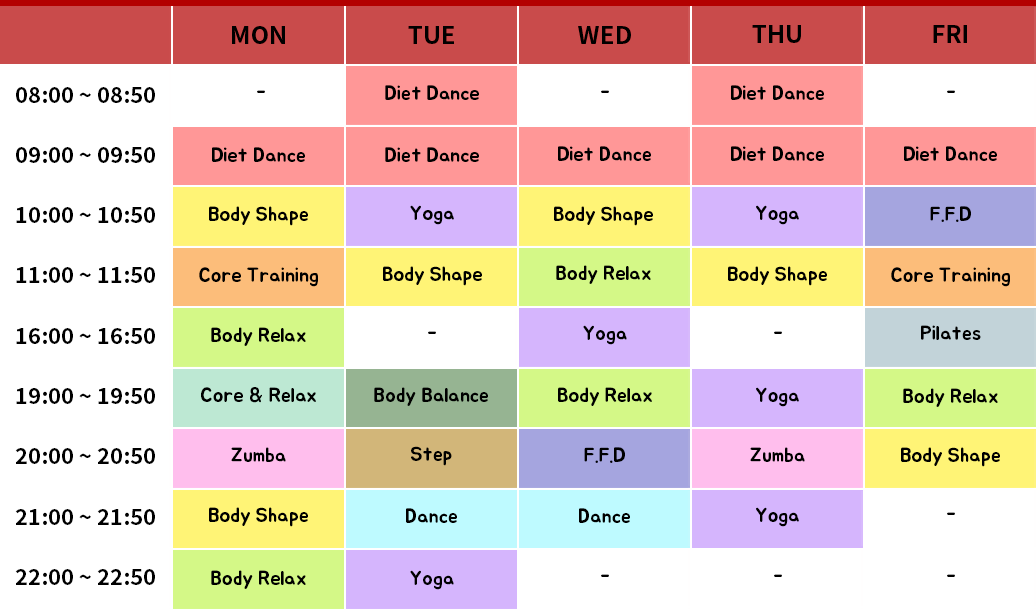 MON TUE WED THU FRI
08:00 ~ 08:50 - Diet Dance - Diet Dance -
09:00 ~ 09:50 Diet Dance Diet Dance Diet Dance Diet Dance Diet Dance
10:00 ~ 10:50 Body Shape Yoga Body Shape Yoga F.F.D
11:00 ~ 11:50 Core Training Body Shape Body Relax Body Shape Core Training
16:00 ~ 16:50 Body Relax - Yoga - Pilates
19:00 ~ 19:50 Core & Relax Body Balance Body Relax Yoga Body Relax
20:00 ~ 20:50 Zumba Step F.F.D Zumba Body Shape
21:00 ~ 21:50 Body Shape Dance Dance Yoga -
22:00 ~ 22:50 Body Relax Yoga - - -